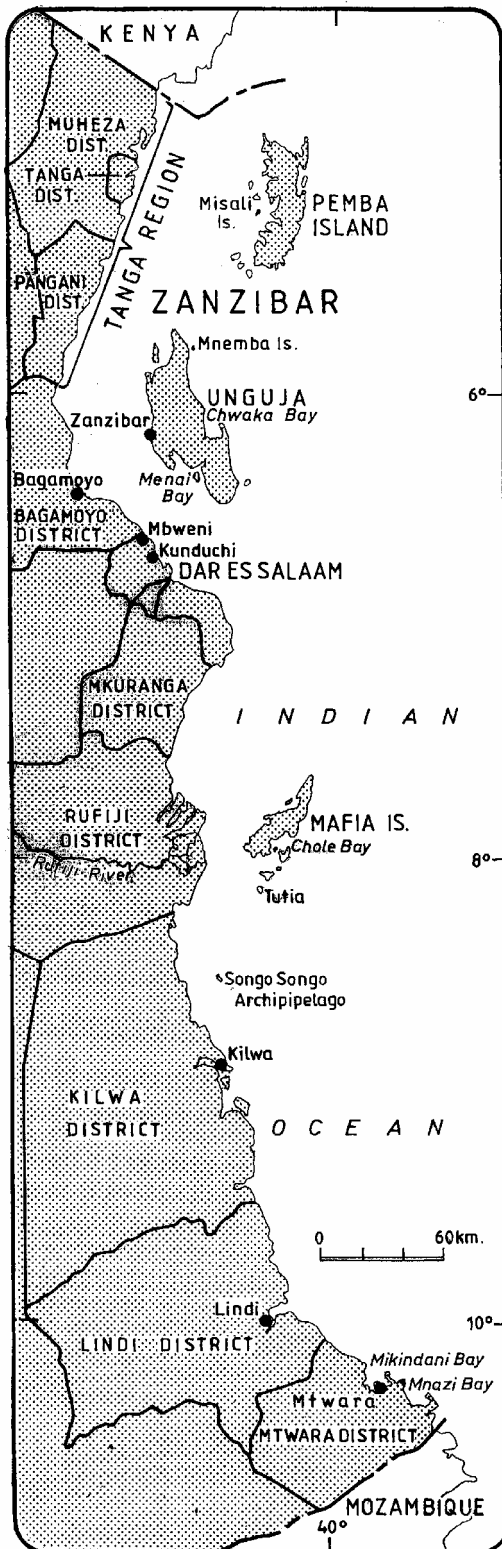 KENYA
MUHEZA
DIST.
TANGA
DIST.
PANGANI
DIST.
TANGA REGION
Misali
Is.
PEMBA
ISLAND
ZANZIBAR
Mnemba Is.
6°
UNGUJA
Chwaka Bay
Zanzibar
Menai
Bay
Bagamoyo
BAGAMOYO
DISTRICT
Mbweni
Kunduchi
DAR ES SALAAM
MKURANGA
DISTRICT
INDIAN
RUFIJI
DISTRICT
Rufiji River
MAFIA IS.
Chole Bay
8°
Tutia
Songo Songo
Archipipelago
Kilwa
KILWA
DISTRICT
OCEAN
0 60km.
Lindi
10°
LINDI DISTRICT
Mikindani Bay
Mnazi Bay
Mtwara
MTWARA DISTRICT
MOZAMBIQUE
40°